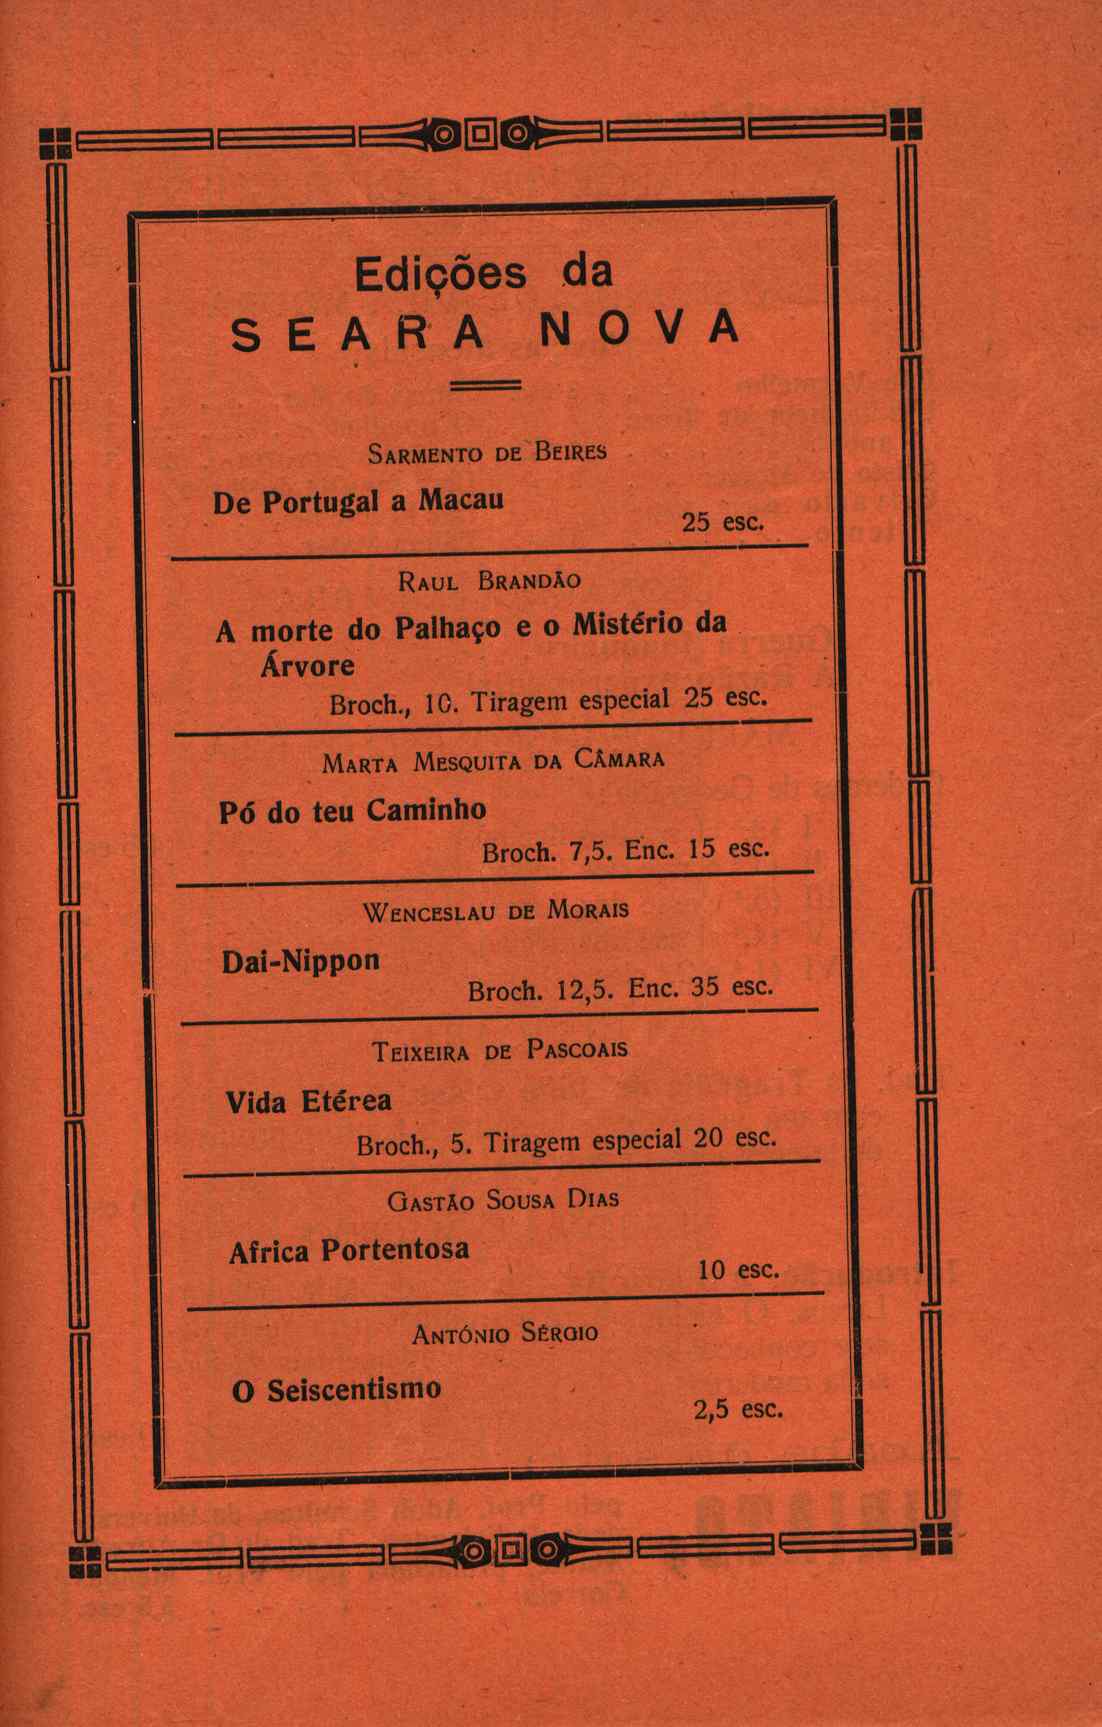 Edições da
SEARA NOVA
SARMENTO DE BEIRES
De Portugal a Macau
25 esc.
RAUL BRANDÃO
A morte do Palhaço e o Mistério da
Árvore
Broch., 10. Tiragem especial 25 esc.
MARTA MESQUITA DA CÂMARA
Pó do teu Caminho
Broch. 7,5. Enc. 15 esc.
WENCESLAU DE MORAIS
Dai-Nippon
Broch. 12,5. Enc. 35 esc.
TEIXEIRA DE PASCOAIS
Vida Etérea
Broch., 5. Tiragem especial 20 esc.
GASTÃO SOUSA DIAS
Africa Portentosa
10 esc.
ANTÓNIO SÉRGIO
O Seiscentismo
2,5 esc.